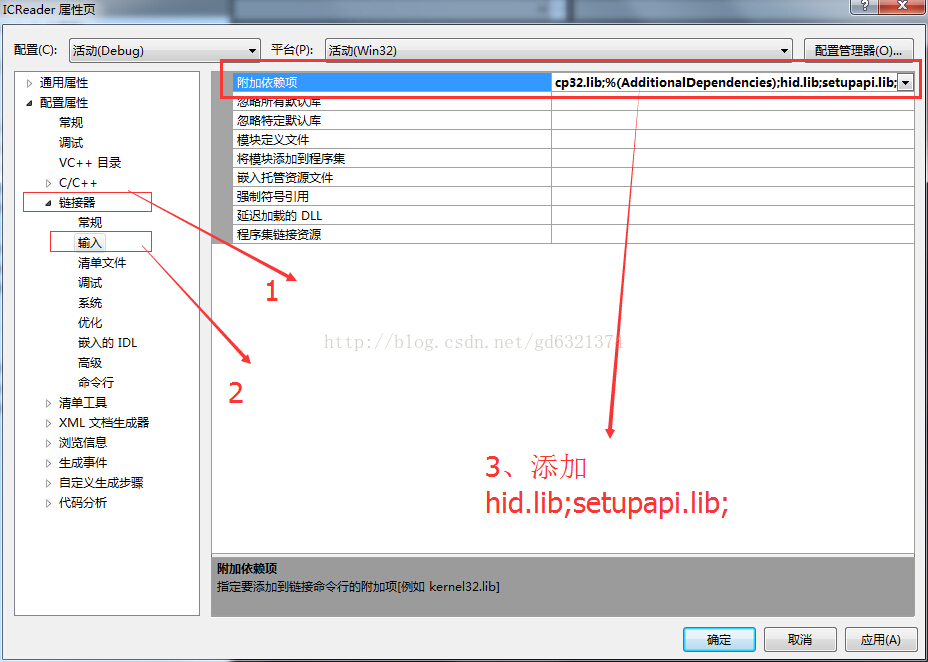 ICReader 属性页
配置(C): 活动(Debug) 平台(P): 活动(Win32) 配置管理器(O)...
通用属性
配置属性
常规
调试
VC++ 目录
C/C++
链接器
常规
输入
清单文件
调试
系统
优化
嵌入的 IDL
高级
命令行
清单工具
XML 文档生成器
浏览信息
生成事件
自定义生成步骤
代码分析
附加依赖项 cp32.lib;%(AdditionalDependencies);hid.lib;setupapi.lib;
忽略所有默认库
忽略特定默认库
模块定义文件
将模块添加到程序集
嵌入托管资源文件
强制符号引用
延迟加载的 DLL
程序集链接资源
1
http://blog.csdn.net/gd6321374
2
3、添加
hid.lib;setupapi.lib;
附加依赖项
指定要添加到链接命令行的附加项[例如 kernel32.lib]
确定 取消 应用(A)